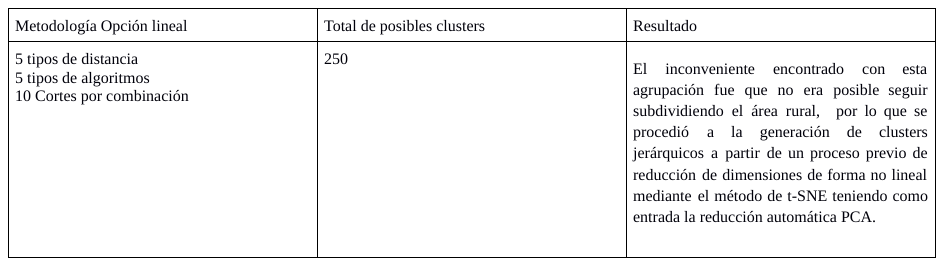 Metodología Opción lineal
Total de posibles clusters
Resultado
5 tipos de distancia
5 tipos de algoritmos
10 Cortes por combinación
250
El inconveniente encontrado con esta
agrupación fue que no era posible seguir
subdividiendo el área rural, por lo que se
procedió a la generación de clusters
jerárquicos a partir de un proceso previo de
reducción de dimensiones de forma no lineal
mediante el método de t-SNE teniendo como
entrada la reducción automática PCA.